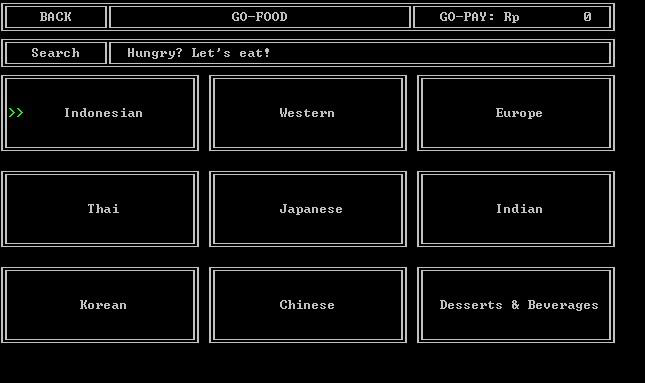 BACK GO-FOOD GO-PAY: Rp 0
Search Hungry? Let's eat!
>> Indonesian Western Europe
Thai Japanese Indian
Korean Chinese Desserts & Beverages